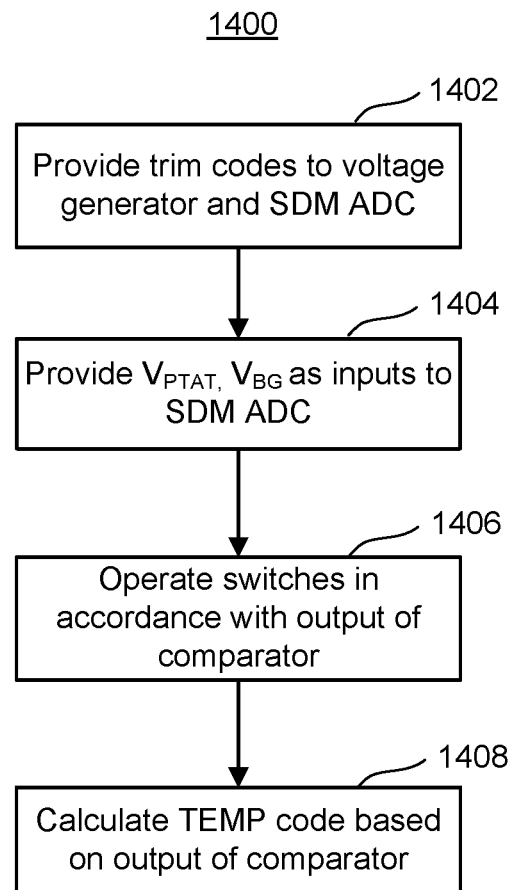 1400
1402
Provide trim codes to voltage
generator and SDM ADC
1404
Provide VPTAT, VBG as inputs to
SDM ADC
1406
Operate switches in
accordance with output of
comparator
1408
Calculate TEMP code based
on output of comparator